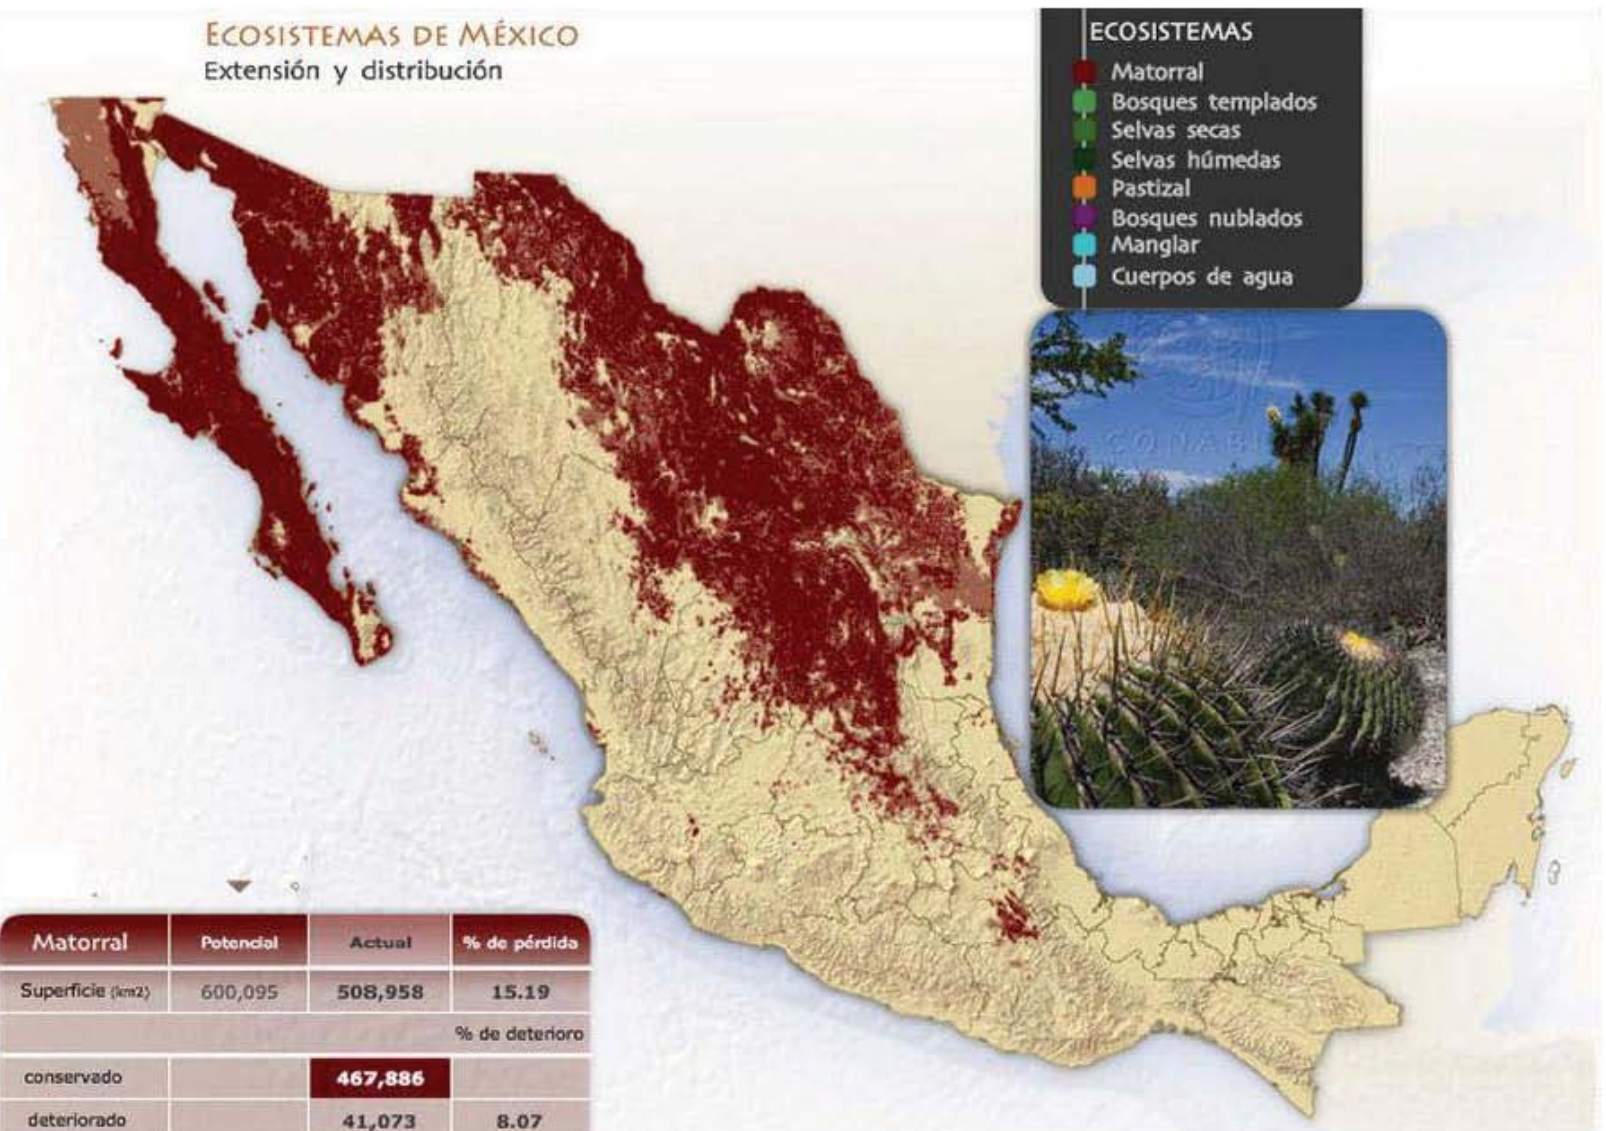 ECOSISTEMAS DE MÉXICO
Extensión y distribución
ECOSISTEMAS
Matorral
Bosques templados
Selvas secas
Selvas húmedas
Pastizal
Bosques nublados
Manglar
Cuerpos de agua
Matorral Potencial Actual % de pérdida
Superficie (km2) 600,095 508,958 15.19
% de deterioro
conservado 467,886
deteriorado 41,073 8.07